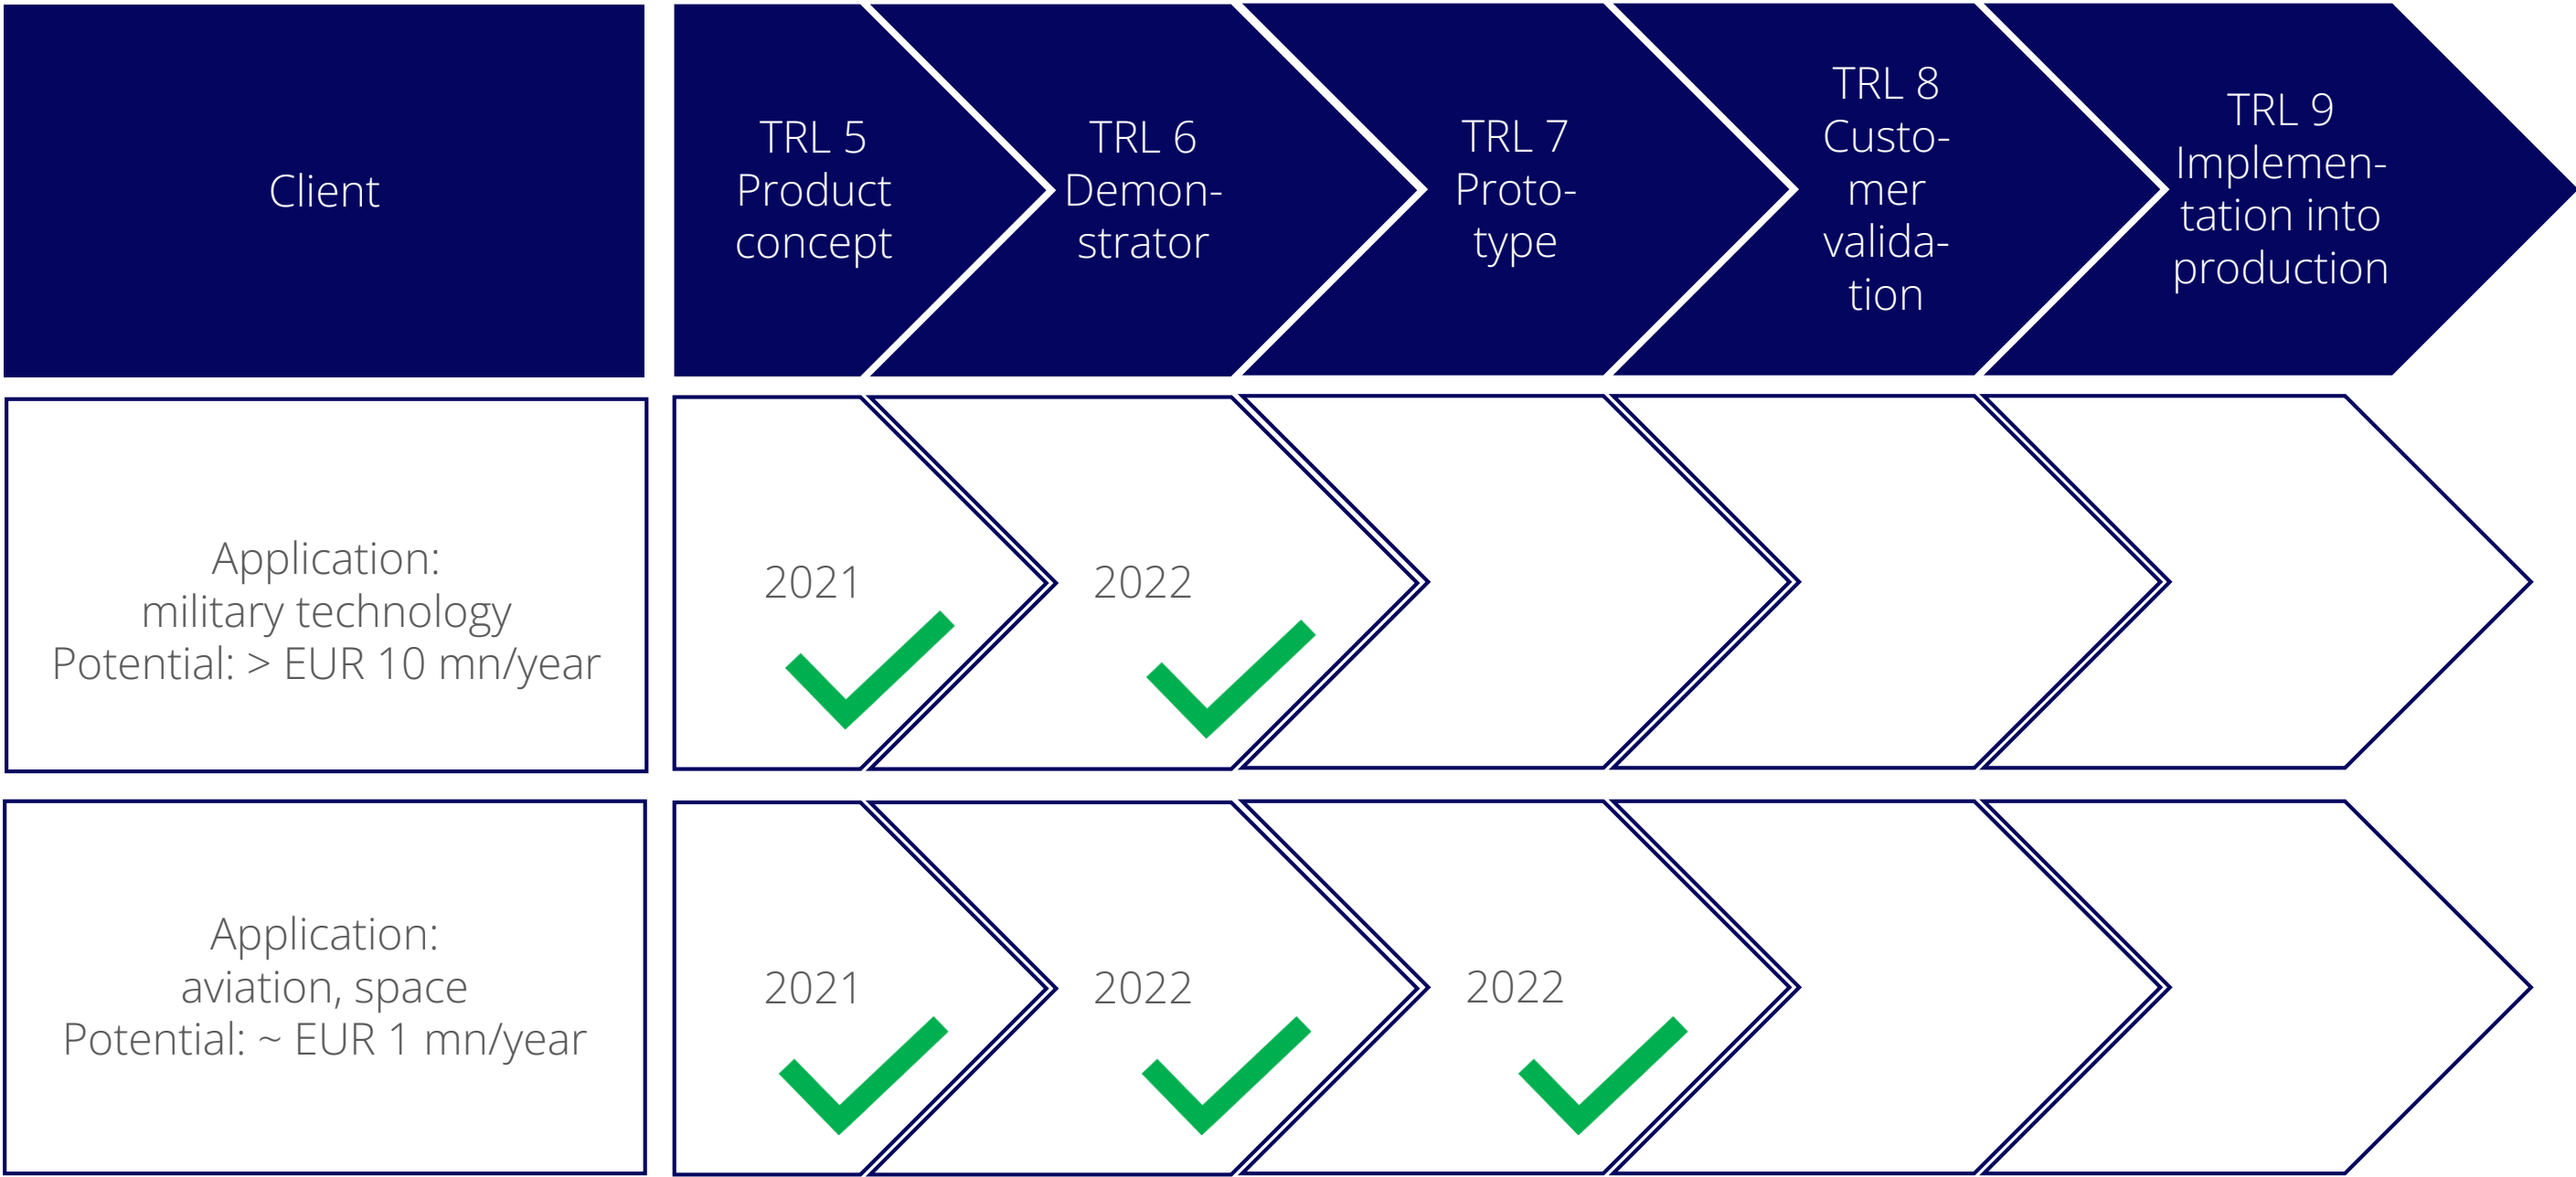 Client
TRL 5
Product
concept
TRL 6
Demon-
strator
TRL 7
Proto-
type
TRL 8
Custo-
mer
valida-
tion
TRL 9
Implemen-
tation into
production
Application:
military technology
Potential: > EUR 10 mn/year
2021
2022
Application:
aviation, space
Potential: ~ EUR 1 mn/year
2021
2022
2022